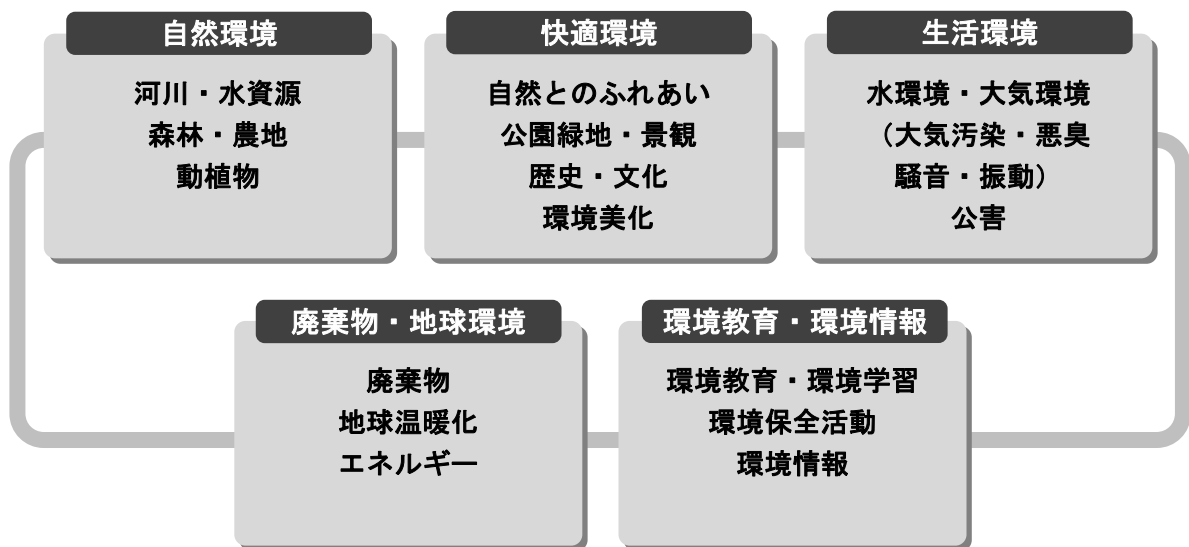 自然環境
河川・水資源
森林・農地
動植物
快適環境
自然とのふれあい
公園緑地・景観
歴史・文化
環境美化
生活環境
水環境・大気環境
（大気汚染・悪臭
騒音・振動）
公害
廃棄物・地球環境
廃棄物
地球温暖化
エネルギー
環境教育・環境情報
環境教育・環境学習
環境保全活動
環境情報